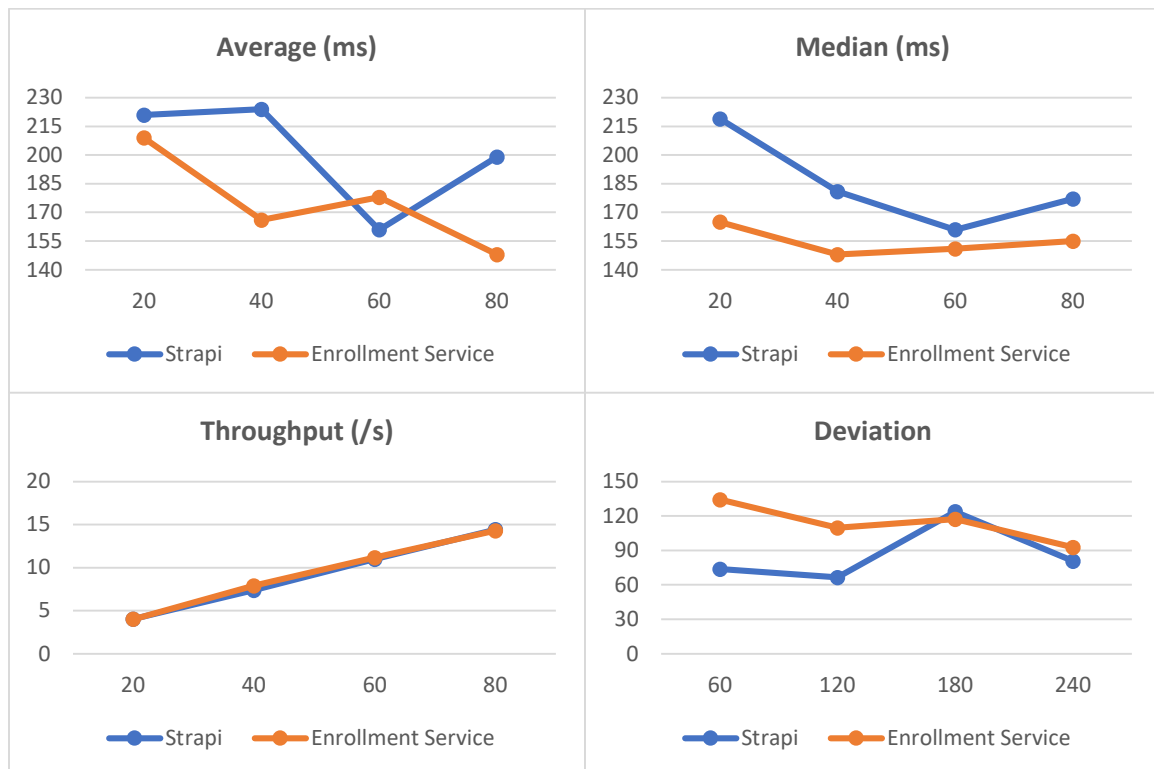 Average (ms)
230
215
200
185
170
155
140
20 40 60 80
Strapi Enrollment Service
Median (ms)
230
215
200
185
170
155
140
20 40 60 80
Strapi Enrollment Service
Throughput (/s)
20
15
10
5
0
20 40 60 80
Strapi Enrollment Service
Deviation
150
120
90
60
30
0
60 120 180 240
Strapi Enrollment Service